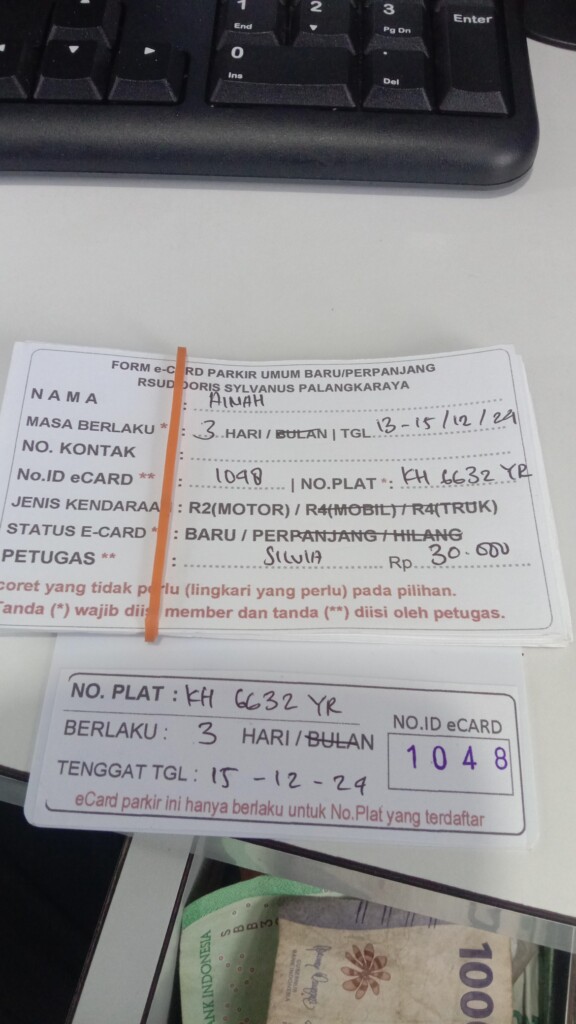 1
End
2
3
Pg Dn
Enter
0
Ins
.
Del
FORM e-C RD PARKIR UMUM BARU/PERPANJANG
RSUD DORIS SYLVANUS PALANGKARAYA
NAMA : AINAH
MASA BERLAKU * : 3 HARI / BULAN | TGL 13-15/12/24
NO. KONTAK :
No.ID eCARD ** : 1048 | NO.PLAT *: KH 6632 YR
JENIS KENDARAA : R2(MOTOR) / R4(MOBIL) / R4(TRUK)
STATUS E-CARD * : BARU / PERPANJANG / HILANG
PETUGAS ** : SILVIA Rp 30.000
coret yang tidak perlu (lingkari yang perlu) pada pilihan.
Tanda (*) wajib diisi member dan tanda (**) diisi oleh petugas.
NO. PLAT : KH 6632 YR
BERLAKU : 3 HARI / BULAN
NO.ID eCARD
1048
TENGGAT TGL : 15-12-24
eCard parkir ini hanya berlaku untuk No.Plat yang terdaftar
BANK INDONESIA
100